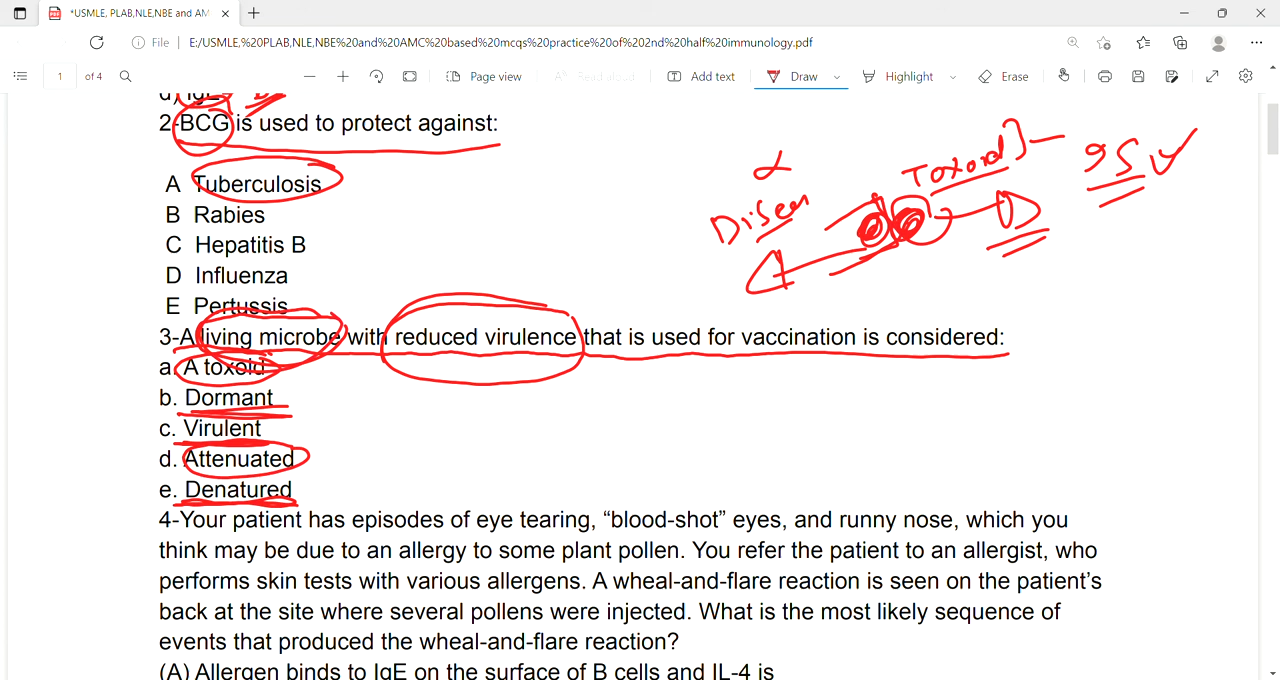 *USMLE, PLAB,NLE,NBE and AM
File E:/USMLE,%20PLAB,NLE,NBE%20and%20AMC%20based%20mcqs%20practice%20of%202nd%20half%20immunology.pdf
1 of 4 Page view Read aloud Add text Draw Highlight Erase
d) IgE
2-BCG is used to protect against:
A Tuberculosis
B Rabies
C Hepatitis B
D Influenza
E Pertussis
Toxoid
95
3-A living microbe with reduced virulence that is used for vaccination is considered:
a. A toxoid
b. Dormant
c. Virulent
d. Attenuated
e. Denatured
4-Your patient has episodes of eye tearing, “blood-shot” eyes, and runny nose, which you
think may be due to an allergy to some plant pollen. You refer the patient to an allergist, who
performs skin tests with various allergens. A wheal-and-flare reaction is seen on the patient’s
back at the site where several pollens were injected. What is the most likely sequence of
events that produced the wheal-and-flare reaction?
(A) Allergen binds to IgE on the surface of B cells and IL-4 is